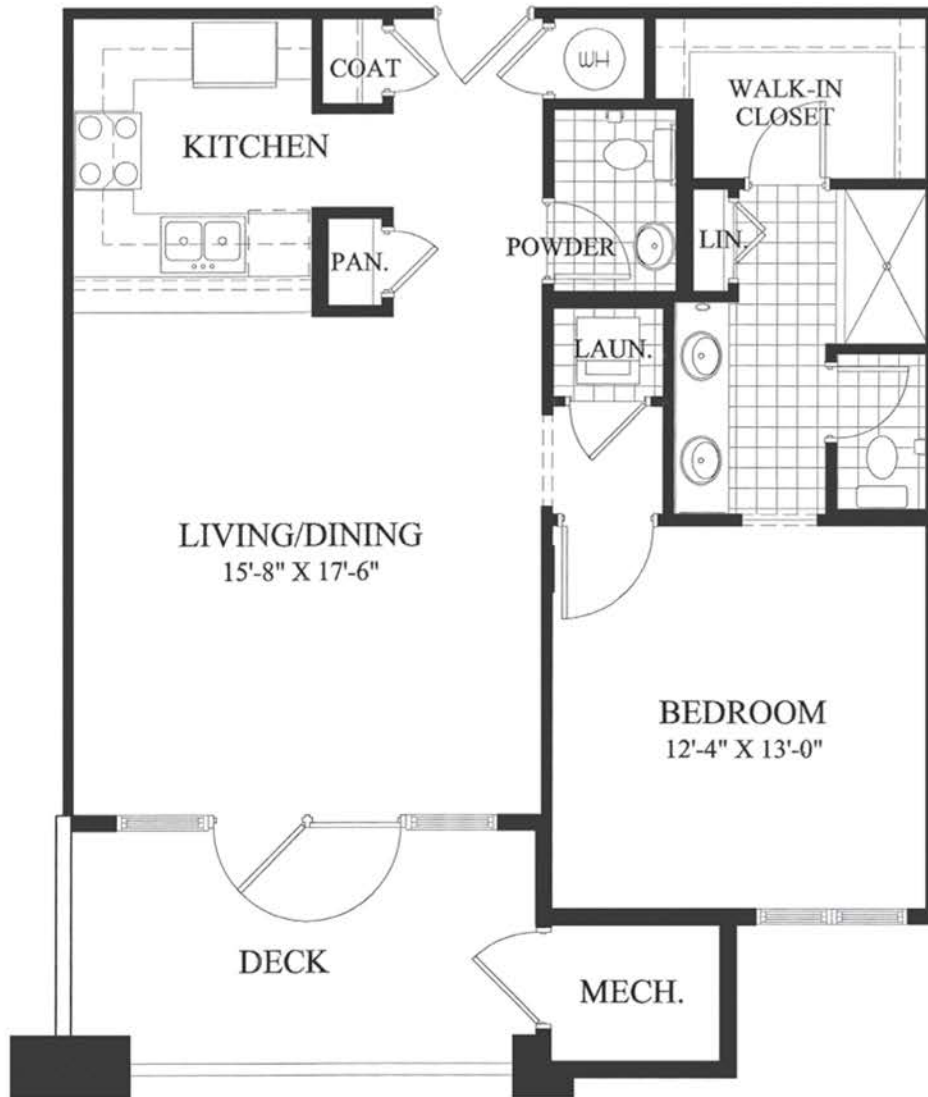 COAT
WH
WALK-IN
CLOSET
KITCHEN
POWDER
LIN.
PAN.
LAUN.
LIVING/DINING
15'-8" X 17'-6"
BEDROOM
12'-4" X 13'-0"
DECK
MECH.